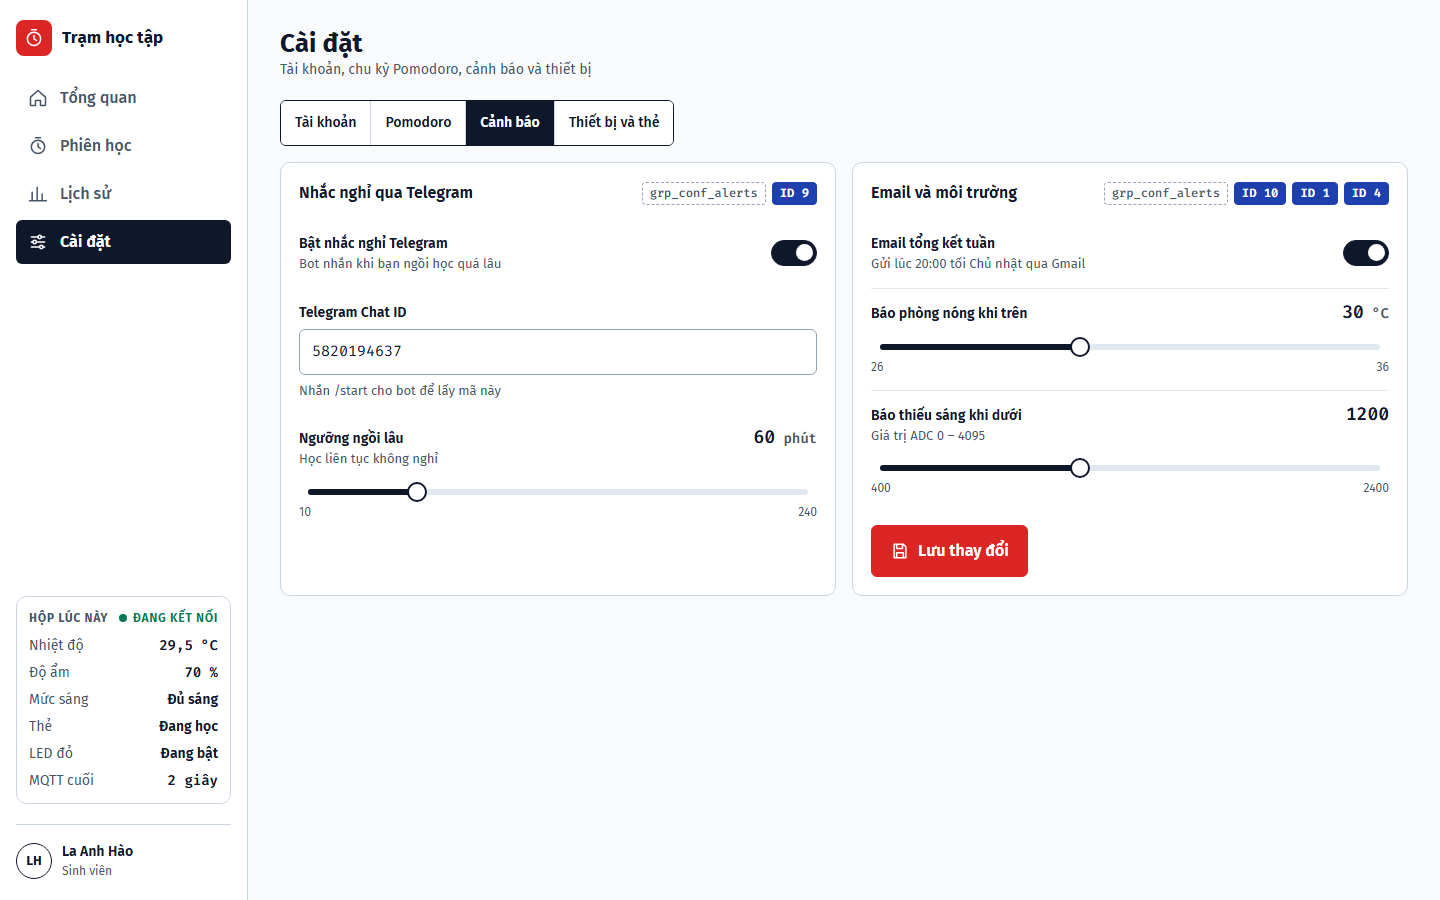 Trạm học tập
Tổng quan
Phiên học
Lịch sử
Cài đặt
HỘP LÚC NÀY ĐANG KẾT NỐI
Nhiệt độ 29,5 °C
Độ ẩm 70 %
Mức sáng Đủ sáng
Thẻ Đang học
LED đỏ Đang bật
MQTT cuối 2 giây
LH
La Anh Hào
Sinh viên
Cài đặt
Tài khoản, chu kỳ Pomodoro, cảnh báo và thiết bị
Tài khoản Pomodoro Cảnh báo Thiết bị và thẻ
Nhắc nghỉ qua Telegram grp_conf_alerts ID 9
Bật nhắc nghỉ Telegram
Bot nhắn khi bạn ngồi học quá lâu
Telegram Chat ID
5820194637
Nhắn /start cho bot để lấy mã này
Ngưỡng ngồi lâu 60 phút
Học liên tục không nghỉ
10 240
Email và môi trường grp_conf_alerts ID 10 ID 1 ID 4
Email tổng kết tuần
Gửi lúc 20:00 tối Chủ nhật qua Gmail
Báo phòng nóng khi trên 30 °C
26 36
Báo thiếu sáng khi dưới 1200
Giá trị ADC 0 – 4095
400 2400
Lưu thay đổi